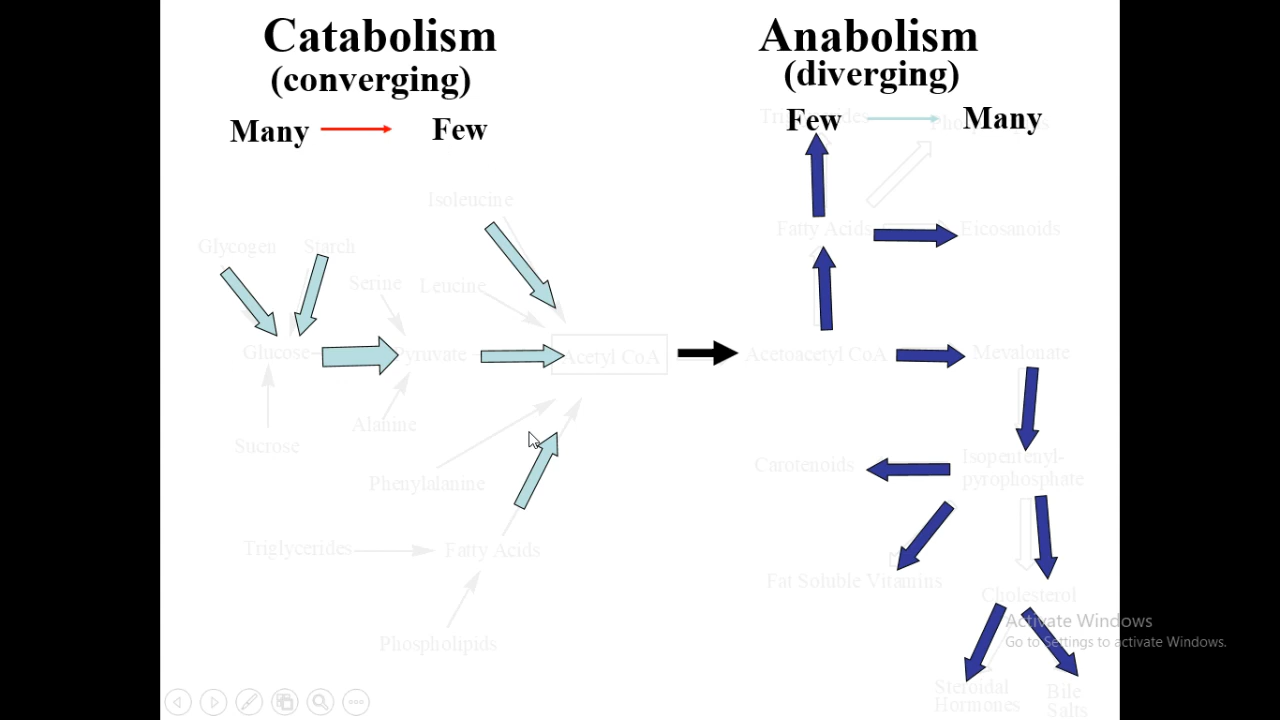 Catabolism
(converging)
Many Few
Anabolism
(diverging)
Few Many
Triglycerides Phospholipids
Isoleucine
Glycogen Starch
Serine Leucine
Glucose Pyruvate Acetyl CoA
Alanine
Sucrose
Phenylalanine
Triglycerides Fatty Acids
Phospholipids
Fatty Acids Eicosanoids
Acetoacetyl CoA Mevalonate
Carotenoids Isopentenyl-
pyrophosphate
Fat Soluble Vitamins
Cholesterol
Steroidal
Hormones
Bile
Salts
Activate Windows
Go to Settings to activate Windows.